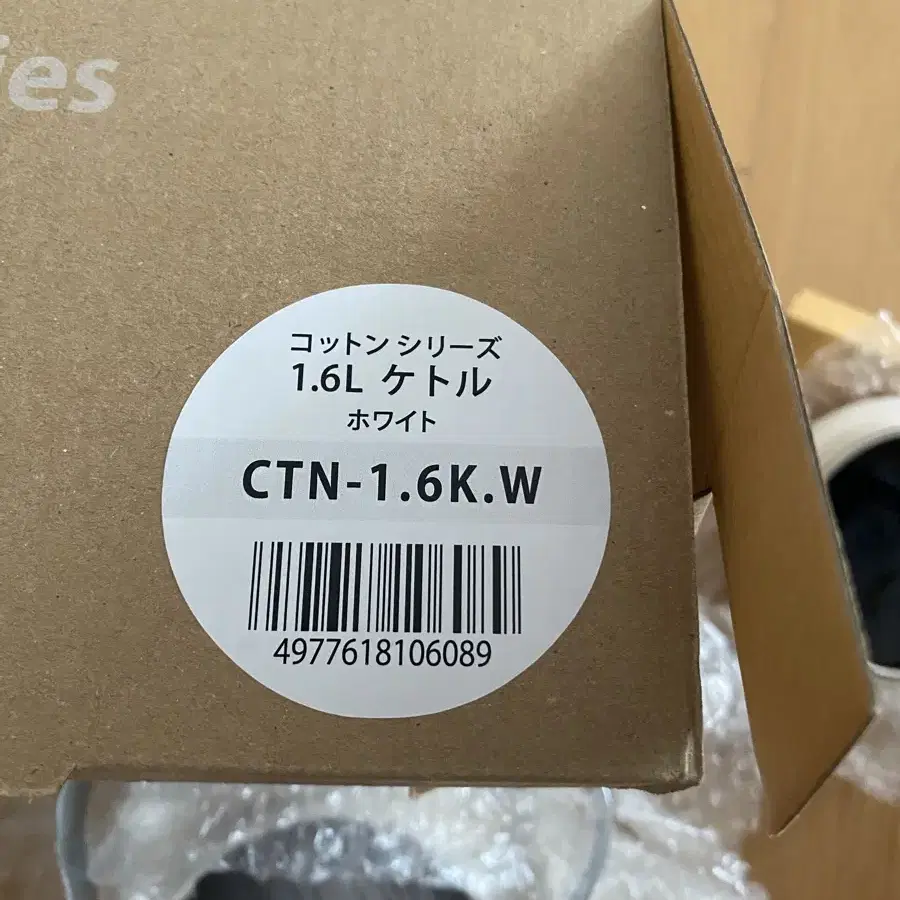 ies
コットン シリーズ
1.6L ケトル
ホワイト
CTN-1.6K.W
4977618106089